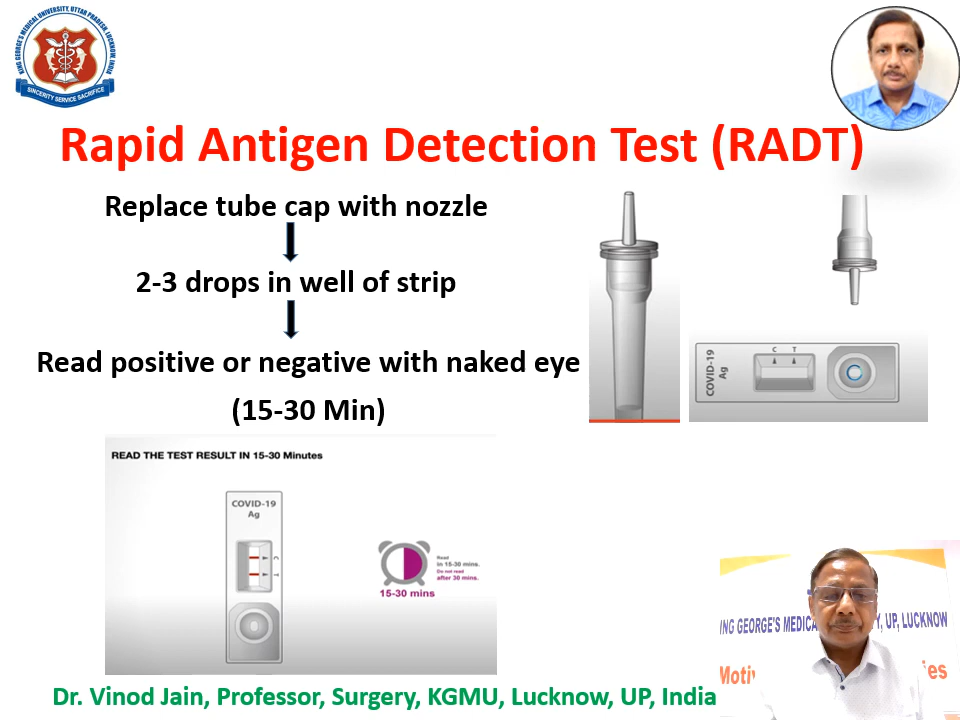 KING GEORGE'S MEDICAL UNIVERSITY, UTTAR PRADESH, LUCKNOW, INDIA
SINCERITY SERVICE SACRIFICE
Rapid Antigen Detection Test (RADT)
Replace tube cap with nozzle
2-3 drops in well of strip
Read positive or negative with naked eye
(15-30 Min)
COVID-19
Ag
C T
READ THE TEST RESULT IN 15-30 Minutes
COVID-19
Ag
C
T
Read
in 15-30 mins.
Do not read
after 30 mins.
15-30 mins
GEORGE'S
UP, LUCKNOW
Dr. Vinod Jain, Professor, Surgery, KGMU, Lucknow, UP, India